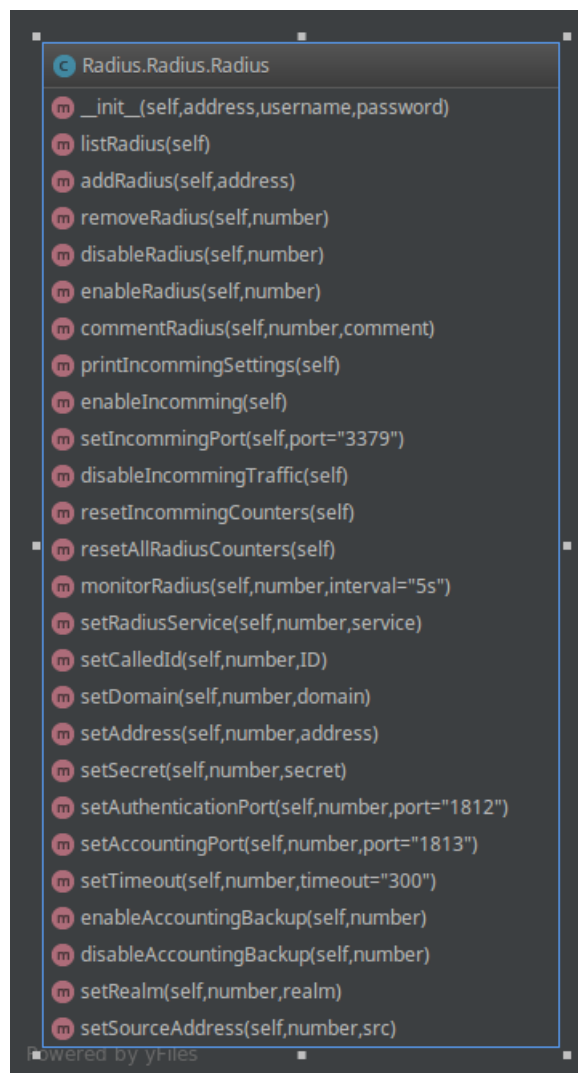 C Radius.Radius.Radius
m __init__(self,address,username,password)
m listRadius(self)
m addRadius(self,address)
m removeRadius(self,number)
m disableRadius(self,number)
m enableRadius(self,number)
m commentRadius(self,number,comment)
m printIncommingSettings(self)
m enableIncomming(self)
m setIncommingPort(self,port="3379")
m disableIncommingTraffic(self)
m resetIncommingCounters(self)
m resetAllRadiusCounters(self)
m monitorRadius(self,number,interval="5s")
m setRadiusService(self,number,service)
m setCalledId(self,number,ID)
m setDomain(self,number,domain)
m setAddress(self,number,address)
m setSecret(self,number,secret)
m setAuthenticationPort(self,number,port="1812")
m setAccountingPort(self,number,port="1813")
m setTimeout(self,number,timeout="300")
m enableAccountingBackup(self,number)
m disableAccountingBackup(self,number)
m setRealm(self,number,realm)
m setSourceAddress(self,number,src)
Powered by yFiles